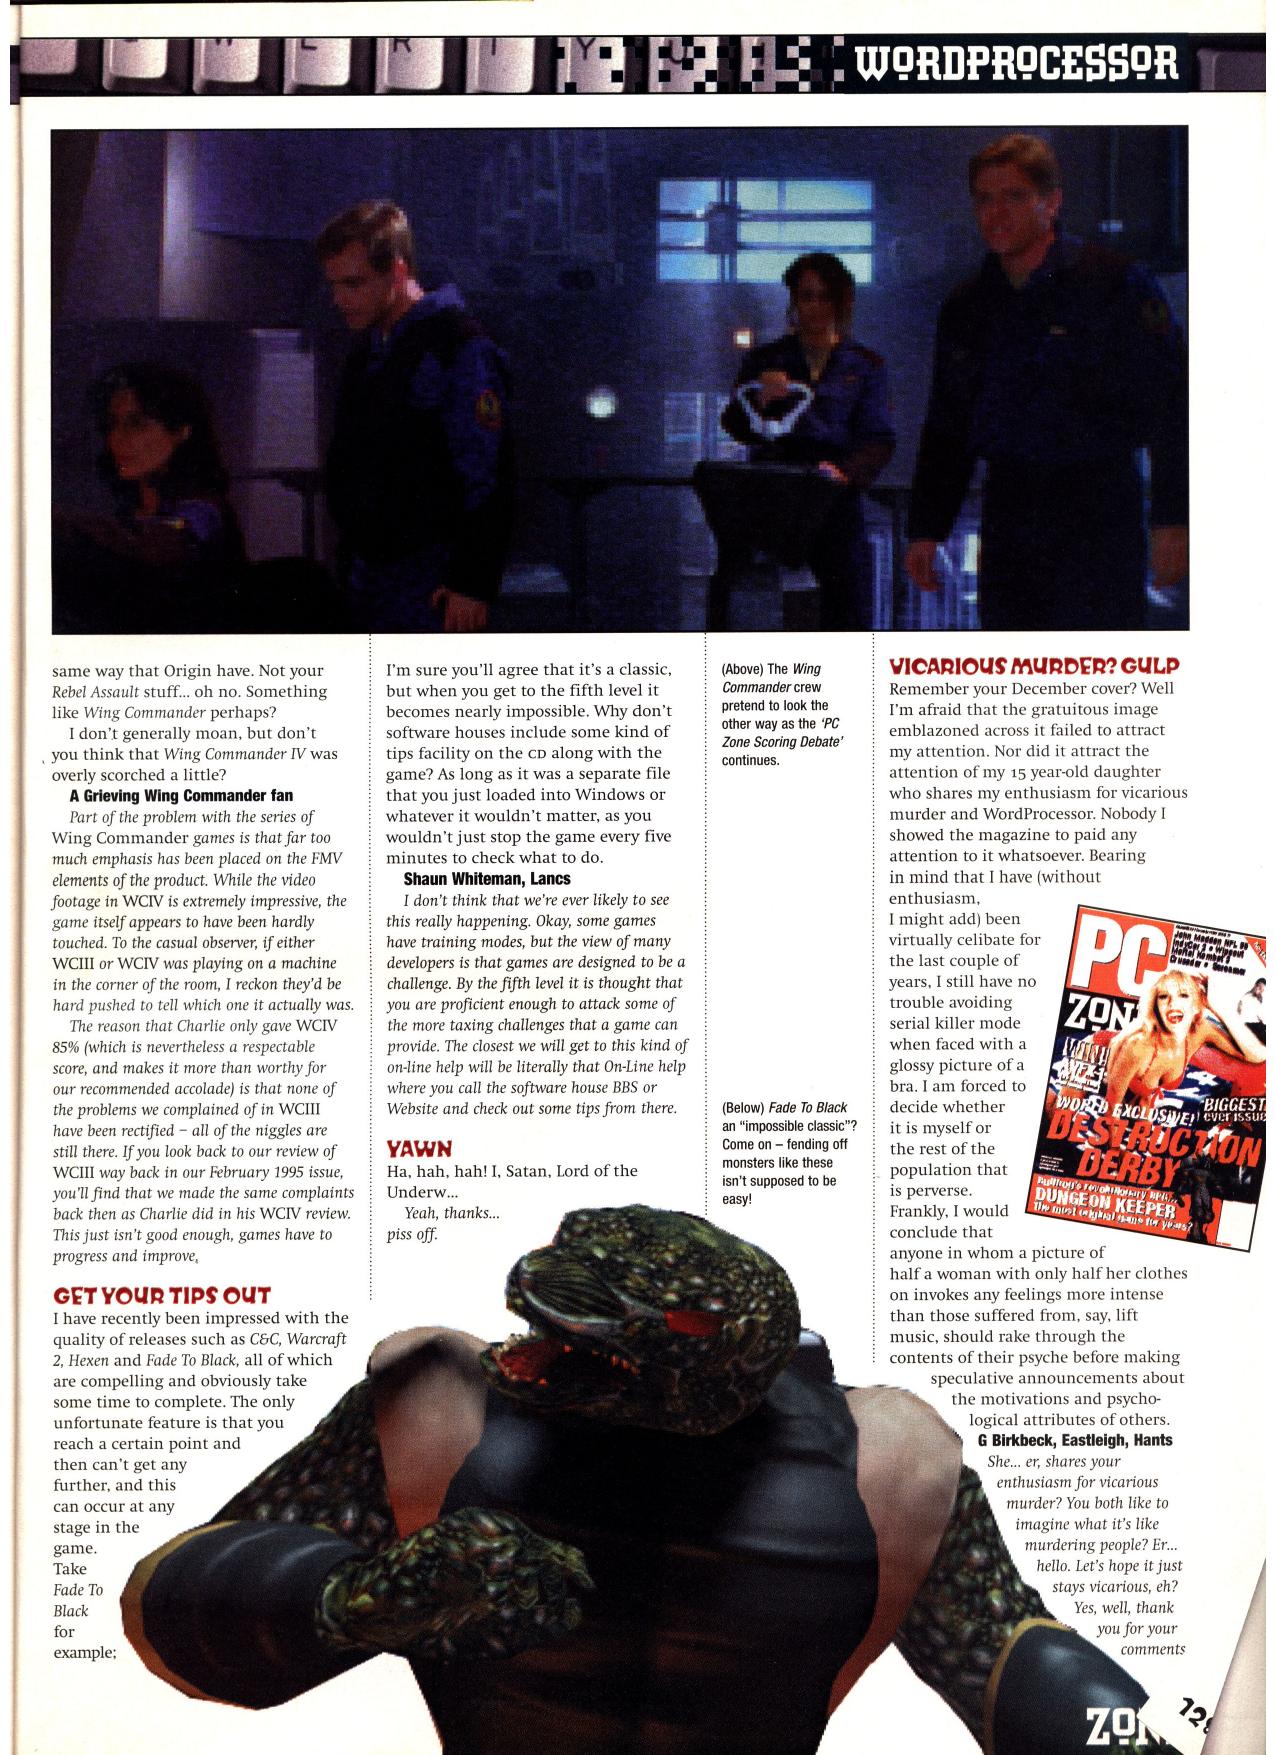 WORDPROCESSOR
same way that Origin have. Not your
Rebel Assault stuff... oh no. Something
like Wing Commander perhaps?
I don't generally moan, but don't
you think that Wing Commander IV was
overly scorched a little?
A Grieving Wing Commander fan
Part of the problem with the series of
Wing Commander games is that far too
much emphasis has been placed on the FMV
elements of the product. While the video
footage in WCIV is extremely impressive, the
game itself appears to have been hardly
touched. To the casual observer, if either
WCIII or WCIV was playing on a machine
in the corner of the room, I reckon they'd be
hard pushed to tell which one it actually was.
The reason that Charlie only gave WCIV
85% (which is nevertheless a respectable
score, and makes it more than worthy for
our recommended accolade) is that none of
the problems we complained of in WCIII
have been rectified – all of the niggles are
still there. If you look back to our review of
WCIII way back in our February 1995 issue,
you'll find that we made the same complaints
back then as Charlie did in his WCIV review.
This just isn't good enough, games have to
progress and improve.
GET YOUR TIPS OUT
I have recently been impressed with the
quality of releases such as C&C, Warcraft
2, Hexen and Fade To Black, all of which
are compelling and obviously take
some time to complete. The only
unfortunate feature is that you
reach a certain point and
then can't get any
further, and this
can occur at any
stage in the
game.
Take
Fade To
Black
for
example;
I'm sure you'll agree that it's a classic,
but when you get to the fifth level it
becomes nearly impossible. Why don't
software houses include some kind of
tips facility on the CD along with the
game? As long as it was a separate file
that you just loaded into Windows or
whatever it wouldn't matter, as you
wouldn't just stop the game every five
minutes to check what to do.
Shaun Whiteman, Lancs
I don't think that we're ever likely to see
this really happening. Okay, some games
have training modes, but the view of many
developers is that games are designed to be a
challenge. By the fifth level it is thought that
you are proficient enough to attack some of
the more taxing challenges that a game can
provide. The closest we will get to this kind of
on-line help will be literally that On-Line help
where you call the software house BBS or
Website and check out some tips from there.
YAWN
Ha, hah, hah! I, Satan, Lord of the
Underw...
Yeah, thanks...
piss off.
(Above) The Wing
Commander crew
pretend to look the
other way as the 'PC
Zone Scoring Debate'
continues.
(Below) Fade To Black
an "impossible classic"?
Come on – fending off
monsters like these
isn't supposed to be
easy!
VICARIOUS MURDER? GULP
Remember your December cover? Well
I'm afraid that the gratuitous image
emblazoned across it failed to attract
my attention. Nor did it attract the
attention of my 15 year-old daughter
who shares my enthusiasm for vicarious
murder and WordProcessor. Nobody I
showed the magazine to paid any
attention to it whatsoever. Bearing
in mind that I have (without
enthusiasm,
I might add) been
virtually celibate for
the last couple of
years, I still have no
trouble avoiding
serial killer mode
when faced with a
glossy picture of a
bra. I am forced to
decide whether
it is myself or
the rest of the
population that
is perverse.
Frankly, I would
conclude that
anyone in whom a picture of
half a woman with only half her clothes
on invokes any feelings more intense
than those suffered from, say, lift
music, should rake through the
contents of their psyche before making
speculative announcements about
the motivations and psycho-
logical attributes of others.
G Birkbeck, Eastleigh, Hants
She... er, shares your
enthusiasm for vicarious
murder? You both like to
imagine what it's like
murdering people? Er...
hello. Let's hope it just
stays vicarious, eh?
Yes, well, thank
you for your
comments
PC
ZON
WORLD EXCLUSIVE!
BIGGEST
ever issue
DESTRUCTION
DERBY
Bullfrog's revolutionary RPG...
DUNGEON KEEPER
The most original game for years?
ZON